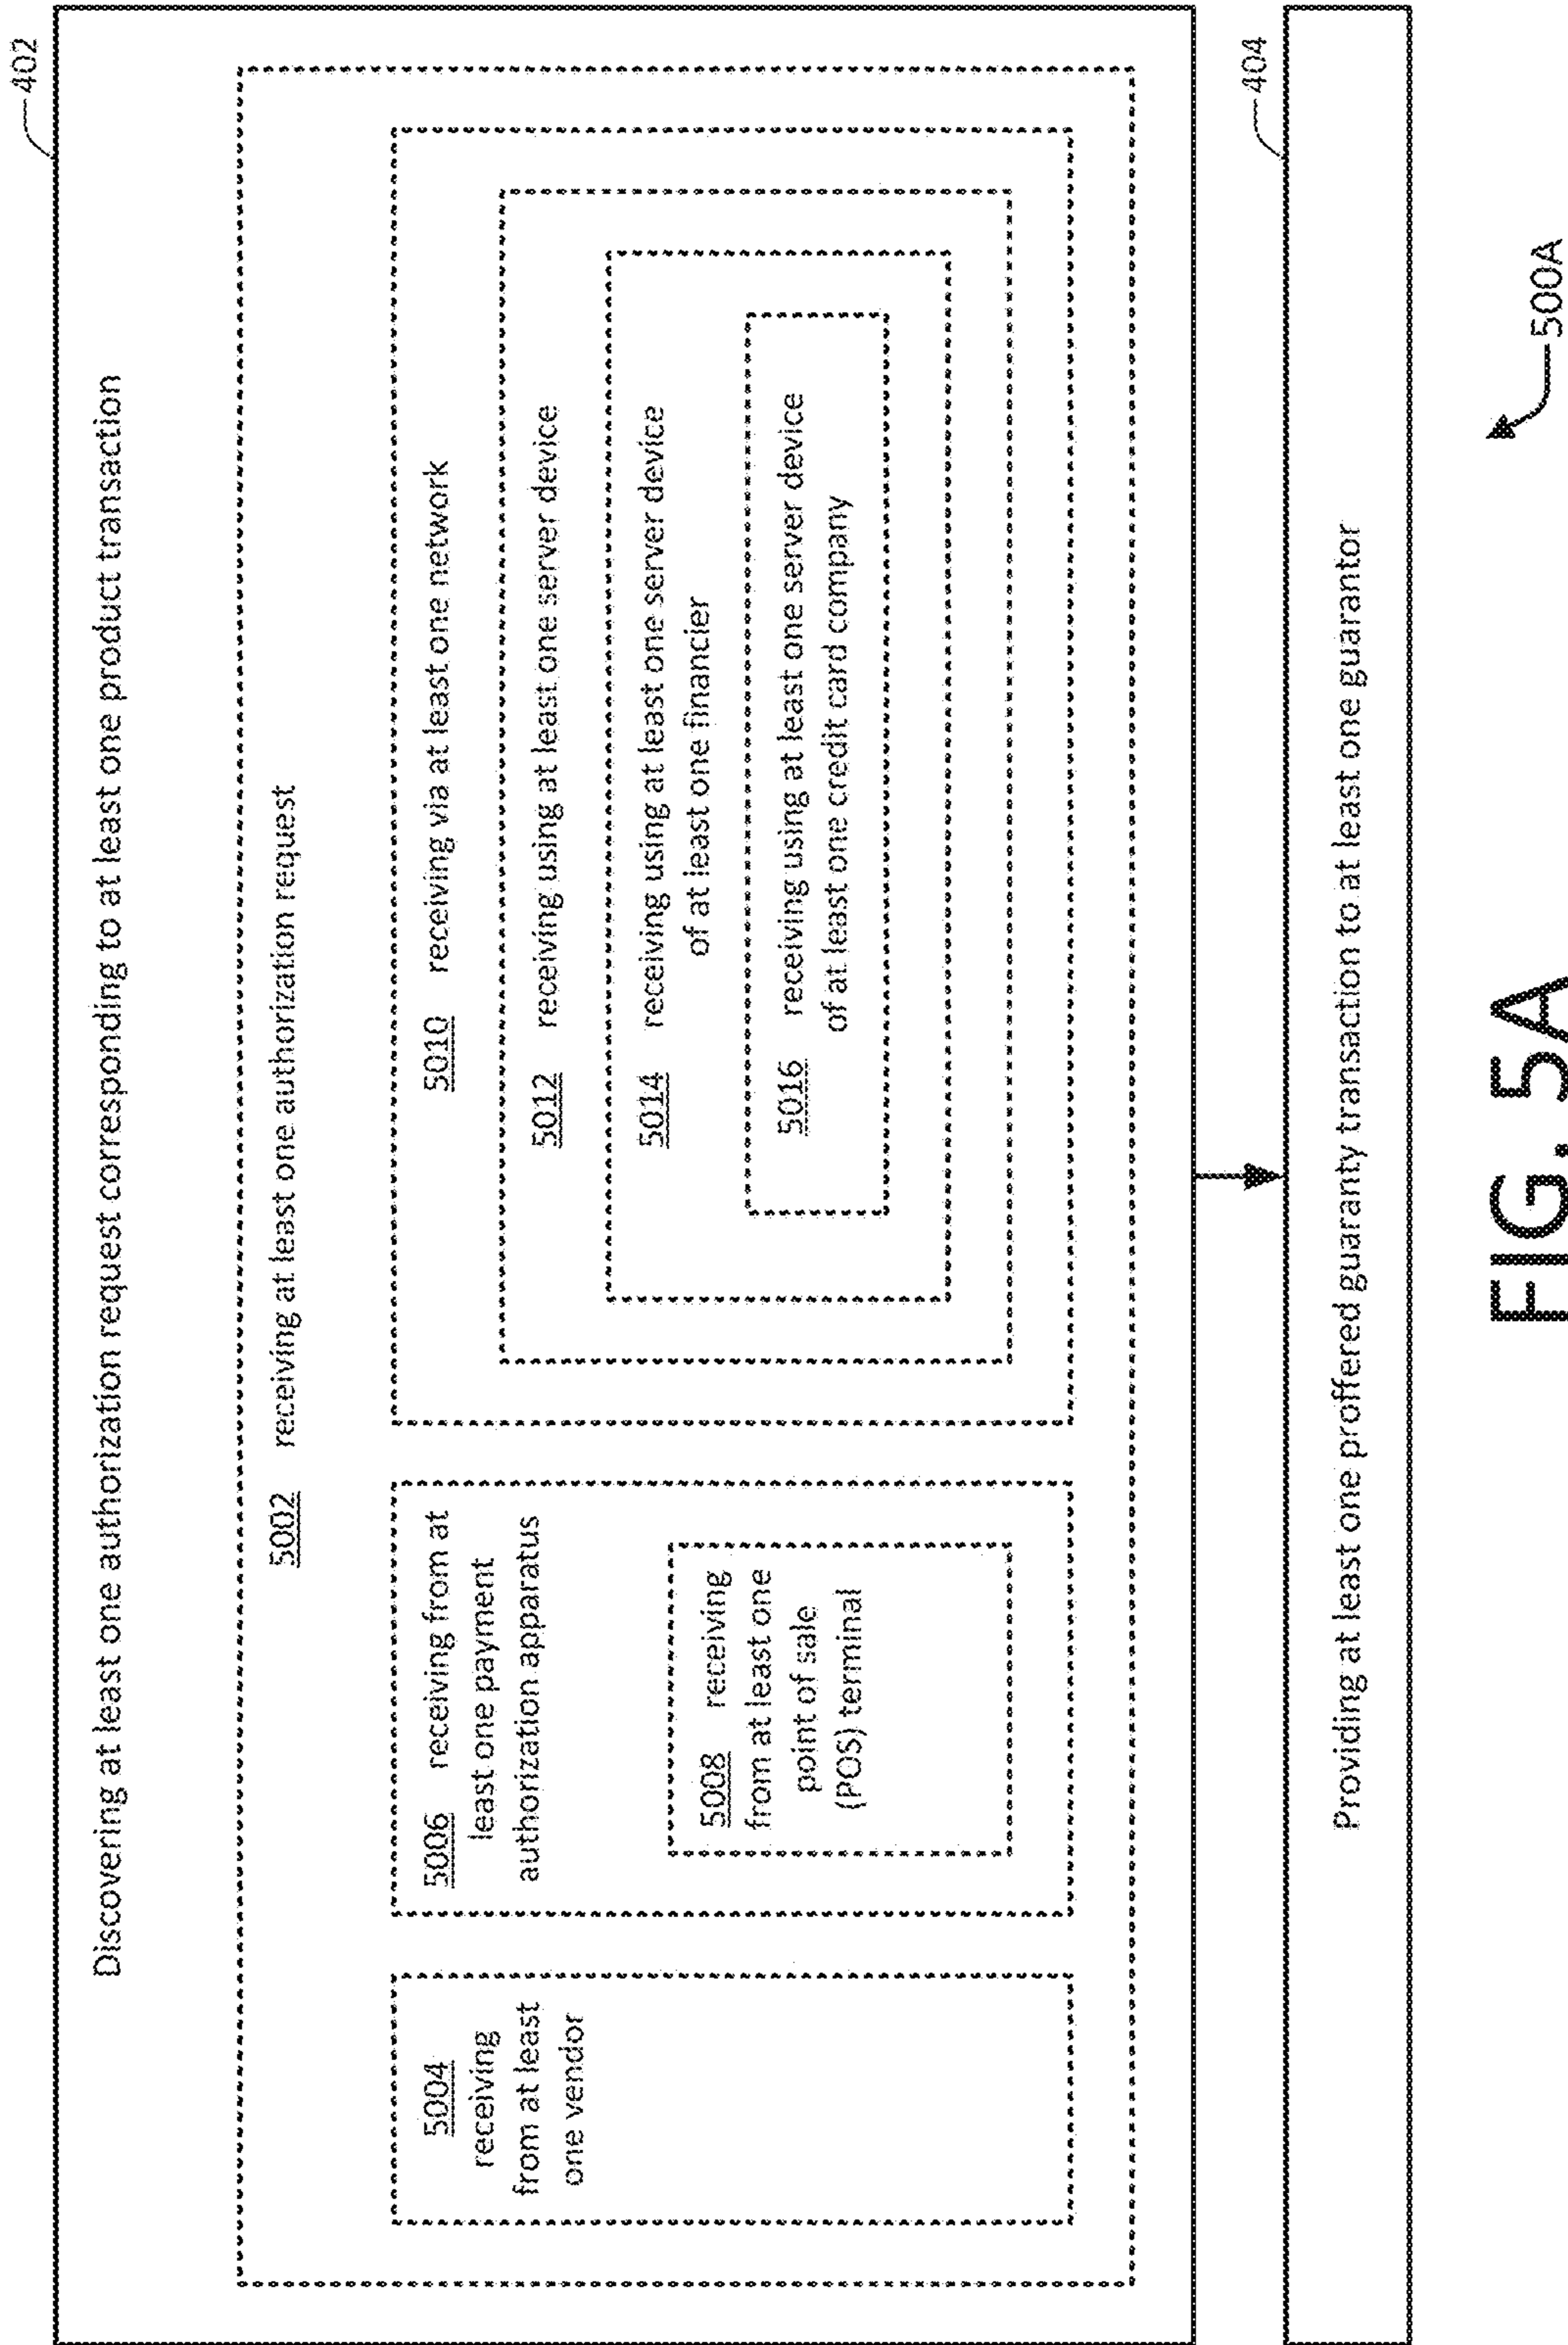 402
Discovering at least one authorization request corresponding to at least one product transaction
5002 receiving at least one authorization request
5004
receiving
from at least
one vendor
5006 receiving from at
least one payment
authorization apparatus
5008 receiving
from at least one
point of sale
(POS) terminal
5010 receiving via at least one network
5012 receiving using at least one server device
5014 receiving using at least one server device
of at least one financier
5016 receiving using at least one server device
of at least one credit card company
404
Providing at least one proffered guaranty transaction to at least one guarantor
500A
FIG. 5A